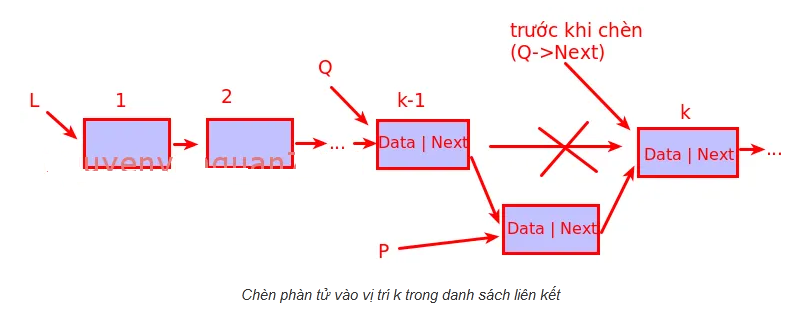 trước khi chèn
(Q->Next)
Q
L
1
2
k-1
k
...
Data | Next
Data | Next
...
Data | Next
P
Chèn phần tử vào vị trí k trong danh sách liên kết